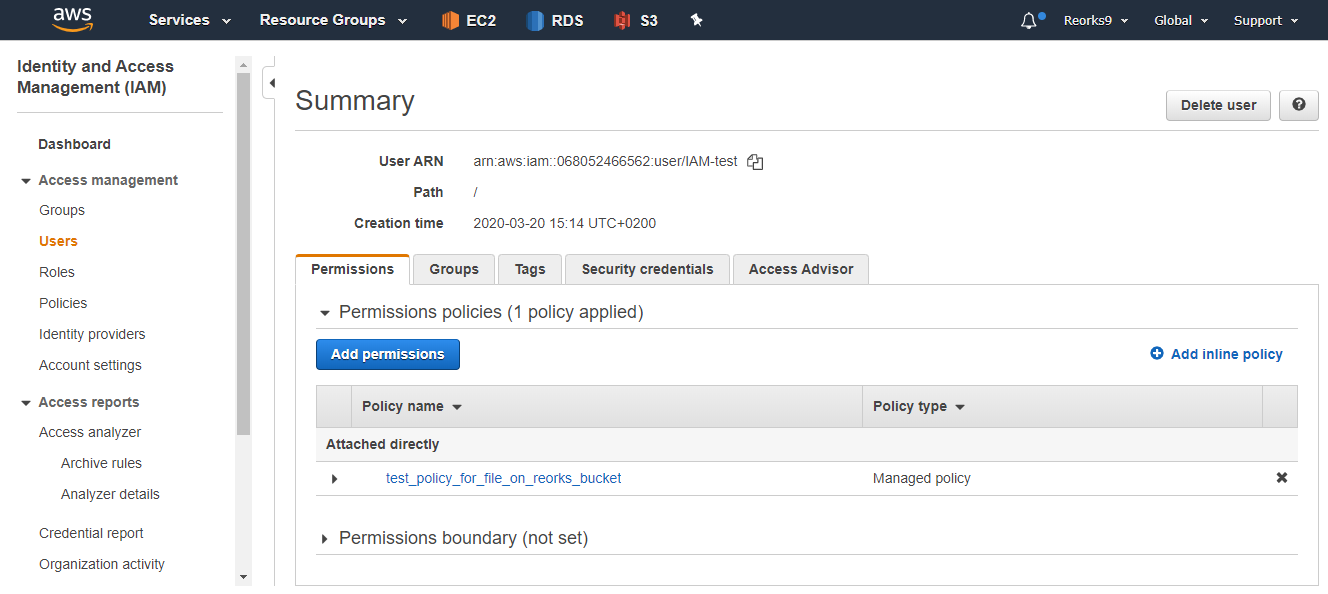 aws Services Resource Groups EC2 RDS S3 Reorks9 Global Support
Identity and Access
Management (IAM)
Dashboard
Access management
Groups
Users
Roles
Policies
Identity providers
Account settings
Access reports
Access analyzer
Archive rules
Analyzer details
Credential report
Organization activity
Summary
Delete user ?
User ARN arn:aws:iam::068052466562:user/IAM-test
Path /
Creation time 2020-03-20 15:14 UTC+0200
Permissions Groups Tags Security credentials Access Advisor
Permissions policies (1 policy applied)
Add permissions Add inline policy
Policy name Policy type
Attached directly
test_policy_for_file_on_reorks_bucket Managed policy
Permissions boundary (not set)